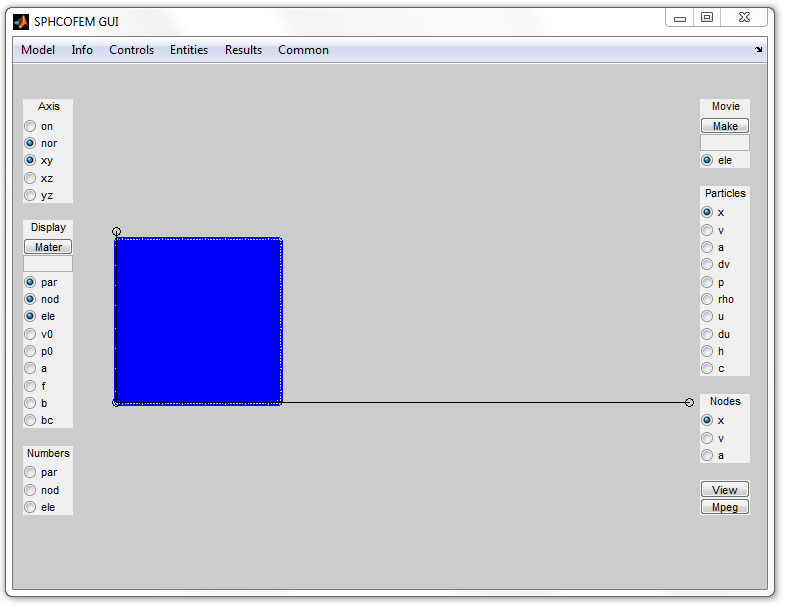 SPHCOFEM GUI
Model Info Controls Entities Results Common
Axis
on
nor
xy
xz
yz
Display
Mater
par
nod
ele
v0
p0
a
f
b
bc
Numbers
par
nod
ele
Movie
Make
ele
Particles
x
v
a
dv
p
rho
u
du
h
c
Nodes
x
v
a
View
Mpeg